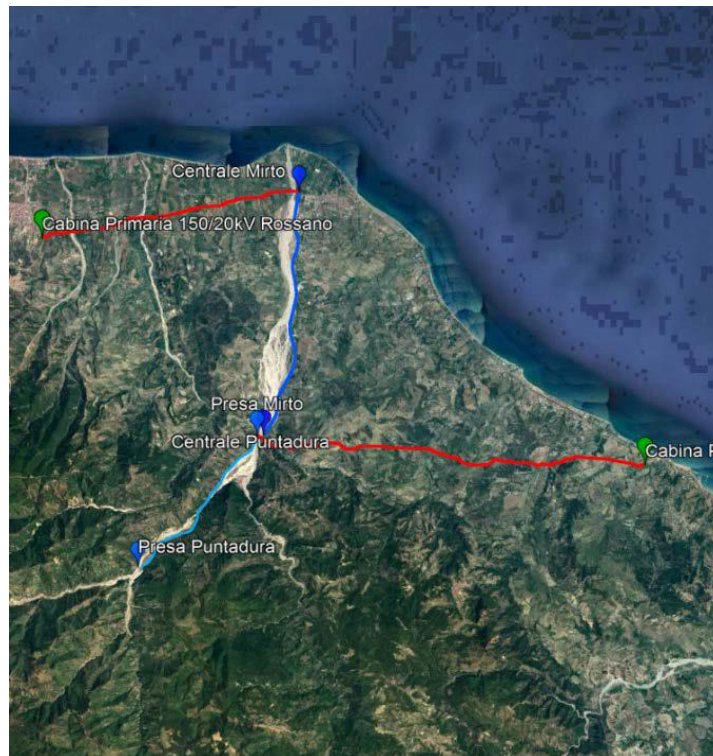 Centrale Mirto
Cabina Primaria 150/20kV Rossano
Presa Mirto
Centrale Puntadura
Cabina P
Presa Puntadura